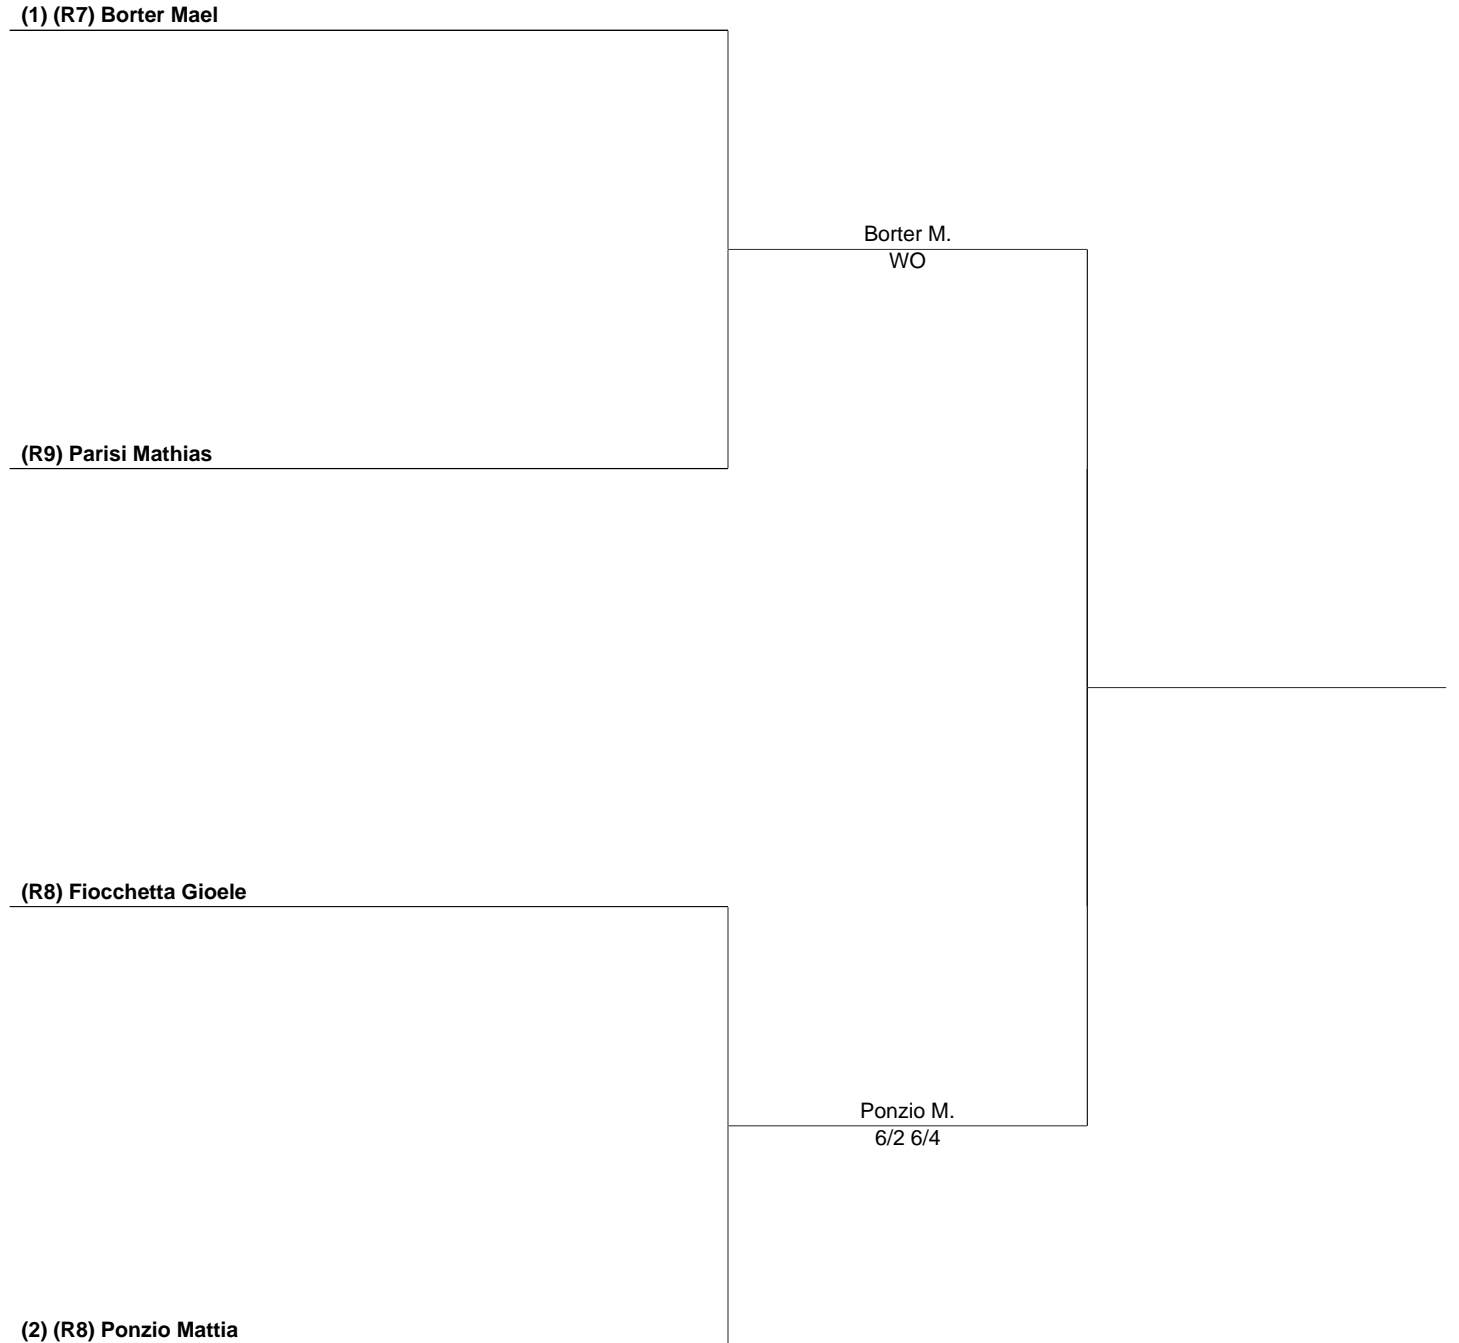 (1) (R7) Borter Mael
Borter M.
WO
(R9) Parisi Mathias
(R8) Fiocchetta Gioele
Ponzio M.
6/2 6/4
(2) (R8) Ponzio Mattia